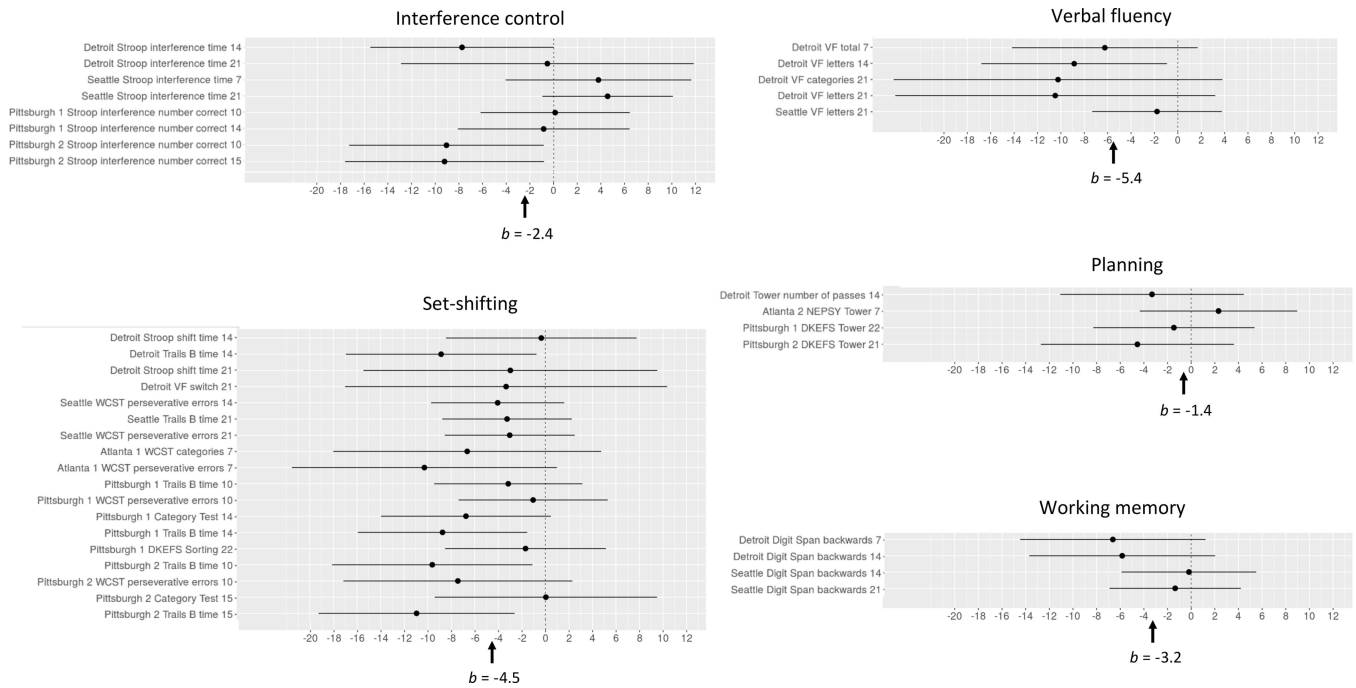 Interference control
Detroit Stroop interference time 14
Detroit Stroop interference time 21
Seattle Stroop interference time 7
Seattle Stroop interference time 21
Pittsburgh 1 Stroop interference number correct 10
Pittsburgh 1 Stroop interference number correct 14
Pittsburgh 2 Stroop interference number correct 10
Pittsburgh 2 Stroop interference number correct 15
-20 -18 -16 -14 -12 -10 -8 -6 -4 -2 0 2 4 6 8 10 12
b = -2.4
Verbal fluency
Detroit VF total 7
Detroit VF letters 14
Detroit VF categories 21
Detroit VF letters 21
Seattle VF letters 21
-20 -18 -16 -14 -12 -10 -8 -6 -4 -2 0 2 4 6 8 10 12
b = -5.4
Set-shifting
Detroit Stroop shift time 14
Detroit Trails B time 14
Detroit Stroop shift time 21
Detroit VF switch 21
Seattle WCST perseverative errors 14
Seattle Trails B time 21
Seattle WCST perseverative errors 21
Atlanta 1 WCST categories 7
Atlanta 1 WCST perseverative errors 7
Pittsburgh 1 Trails B time 10
Pittsburgh 1 WCST perseverative errors 10
Pittsburgh 1 Category Test 14
Pittsburgh 1 Trails B time 14
Pittsburgh 1 DKEFS Sorting 22
Pittsburgh 2 Trails B time 10
Pittsburgh 2 WCST perseverative errors 10
Pittsburgh 2 Category Test 15
Pittsburgh 2 Trails B time 15
-20 -18 -16 -14 -12 -10 -8 -6 -4 -2 0 2 4 6 8 10 12
b = -4.5
Planning
Detroit Tower number of passes 14
Atlanta 2 NEPSY Tower 7
Pittsburgh 1 DKEFS Tower 22
Pittsburgh 2 DKEFS Tower 21
-20 -18 -16 -14 -12 -10 -8 -6 -4 -2 0 2 4 6 8 10 12
b = -1.4
Working memory
Detroit Digit Span backwards 7
Detroit Digit Span backwards 14
Seattle Digit Span backwards 14
Seattle Digit Span backwards 21
-20 -18 -16 -14 -12 -10 -8 -6 -4 -2 0 2 4 6 8 10 12
b = -3.2